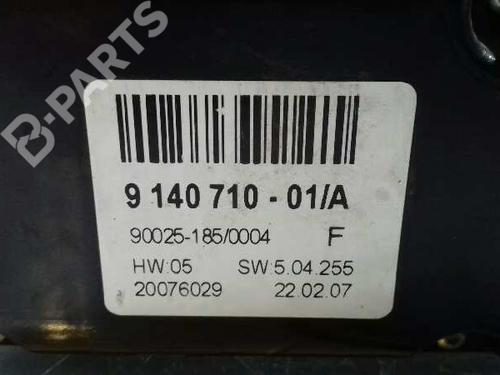 B-PARTS
9 140 710 - 01/A
90025-185/0004 F
HW:05 SW:5.04.255
20076029 22.02.07